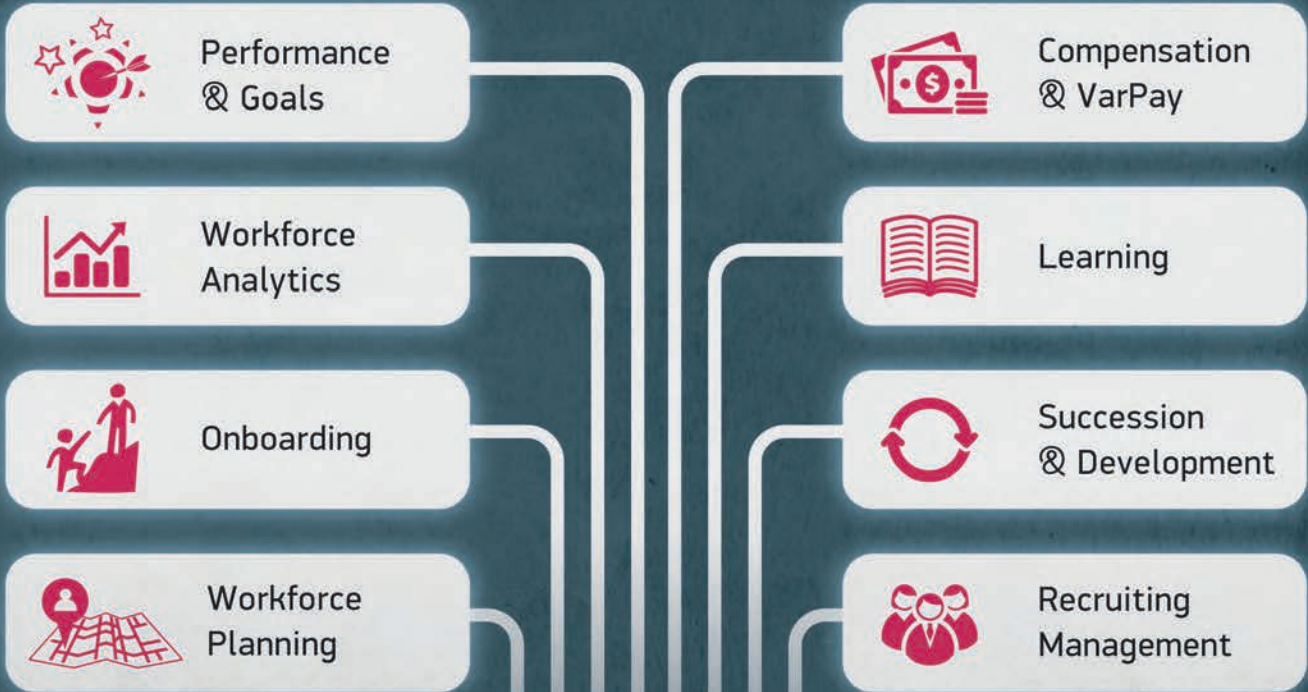 Performance
& Goals
Compensation
& VarPay
Workforce
Analytics
Learning
Onboarding
Succession
& Development
Workforce
Planning
Recruiting
Management